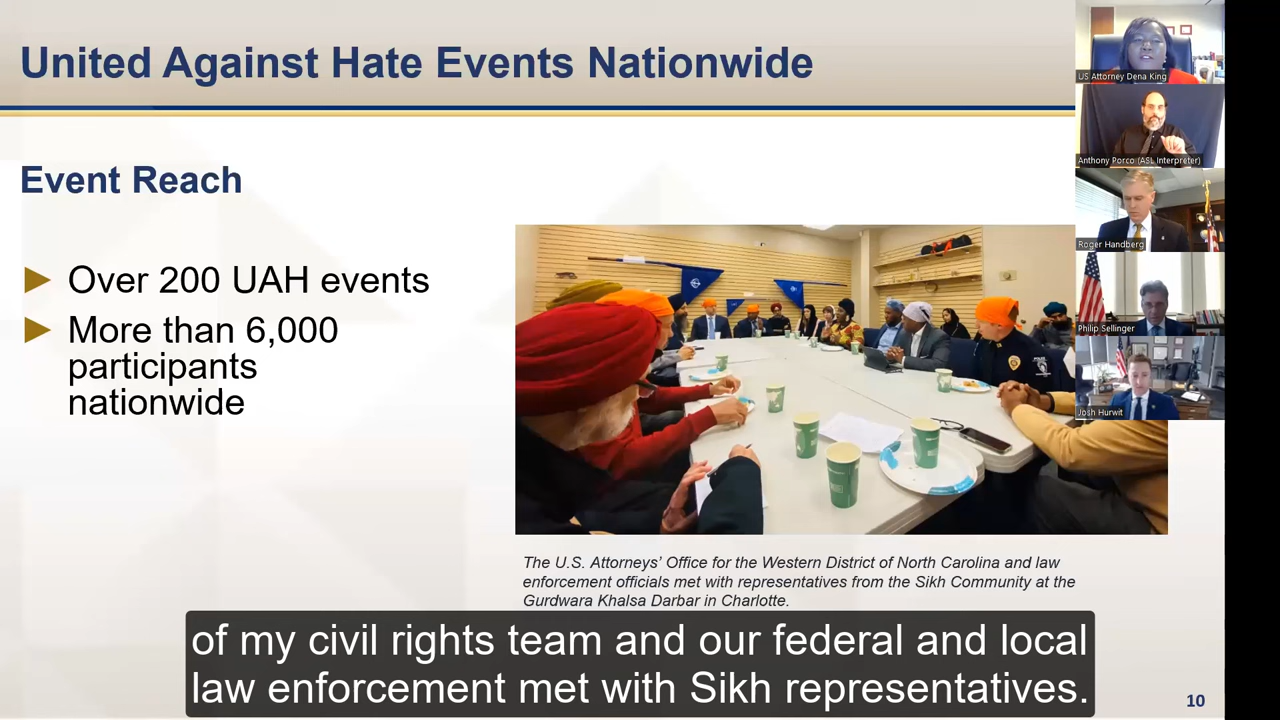 United Against Hate Events Nationwide
Event Reach
Over 200 UAH events
More than 6,000
participants
nationwide
The U.S. Attorneys' Office for the Western District of North Carolina and law
enforcement officials met with representatives from the Sikh Community at the
Gurdwara Khalsa Darbar in Charlotte.
US Attorney Dena King
Anthony Porco (ASL Interpreter)
Roger Handberg
Philip Sellinger
Josh Hurwit
of my civil rights team and our federal and local
law enforcement met with Sikh representatives.
10